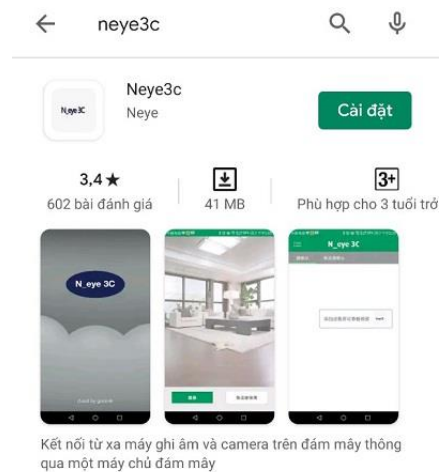 neye3c
Neye3c
Neye
N_eye 3C
Cài đặt
3,4★
602 bài đánh giá
41 MB
3+
Phù hợp cho 3 tuổi trở
N_eye 3C
N_eye 3C
Kết nối từ xa máy ghi âm và camera trên đám mây thông
qua một máy chủ đám mây